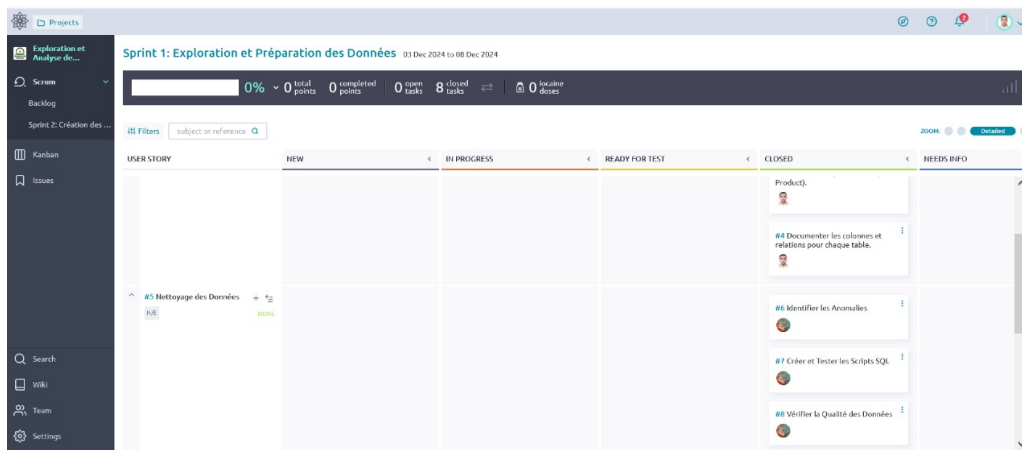 Projects
Exploration et
Analyse de...
Scrum
Backlog
Sprint 2: Création des ...
Kanban
Issues
Search
Wiki
Team
Settings
Sprint 1: Exploration et Préparation des Données 03 Dec 2024 to 08 Dec 2024
0% 0 total points 0 completed points 0 open tasks 8 closed tasks 0 iocaine doses
Filters subject or reference ZOOM: Detailed
USER STORY NEW IN PROGRESS READY FOR TEST CLOSED NEEDS INFO
Product).
#4 Documenter les colonnes et
relations pour chaque table.
#5 Nettoyage des Données
N/E DONE
#6 Identifier les Anomalies
#7 Créer et Tester les Scripts SQL
#8 Vérifier la Qualité des Données